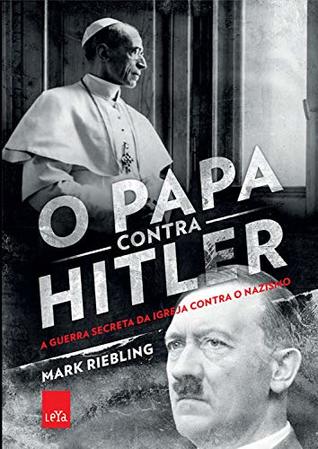 O PAPA
CONTRA
HITLER
A GUERRA SECRETA DA IGREJA CONTRA O NAZISMO
MARK RIEBLING
LeYa